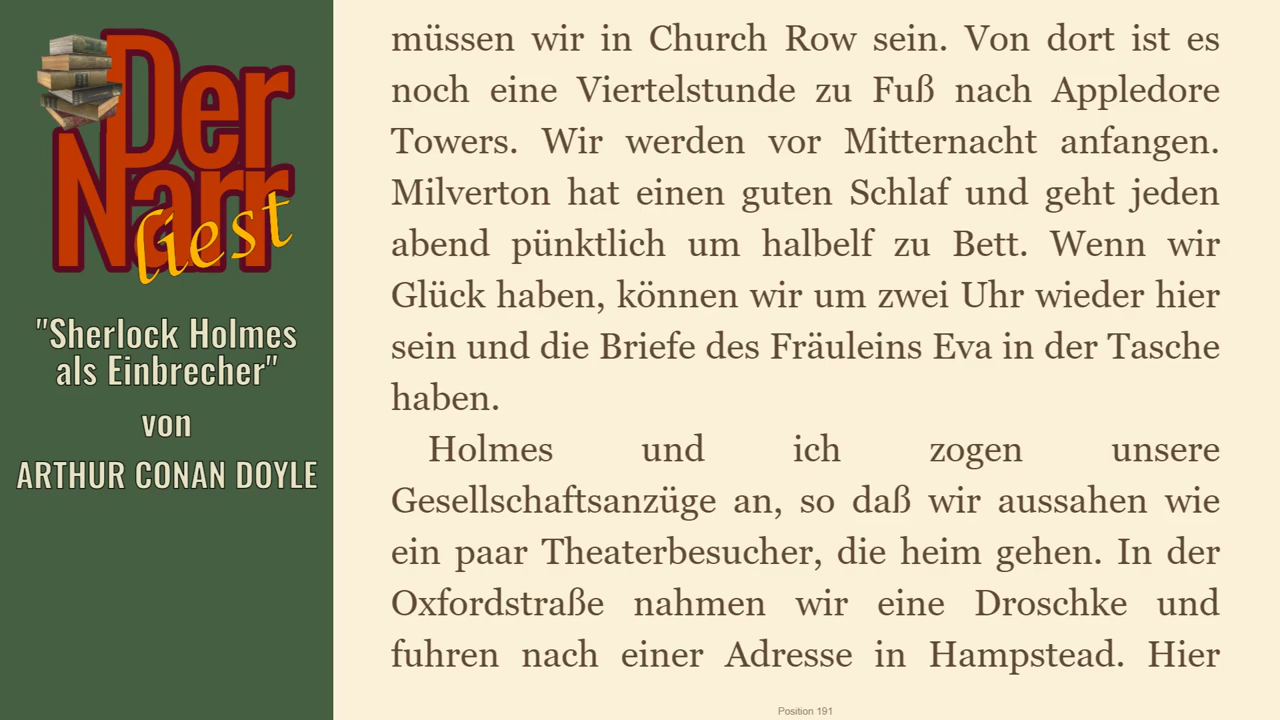 Der
Narr
liest
"Sherlock Holmes
als Einbrecher"
von
ARTHUR CONAN DOYLE
müssen wir in Church Row sein. Von dort ist es
noch eine Viertelstunde zu Fuß nach Appledore
Towers. Wir werden vor Mitternacht anfangen.
Milverton hat einen guten Schlaf und geht jeden
abend pünktlich um halbelf zu Bett. Wenn wir
Glück haben, können wir um zwei Uhr wieder hier
sein und die Briefe des Fräuleins Eva in der Tasche
haben.
Holmes und ich zogen unsere
Gesellschaftsanzüge an, so daß wir aussahen wie
ein paar Theaterbesucher, die heim gehen. In der
Oxfordstraße nahmen wir eine Droschke und
fuhren nach einer Adresse in Hampstead. Hier
Position 191